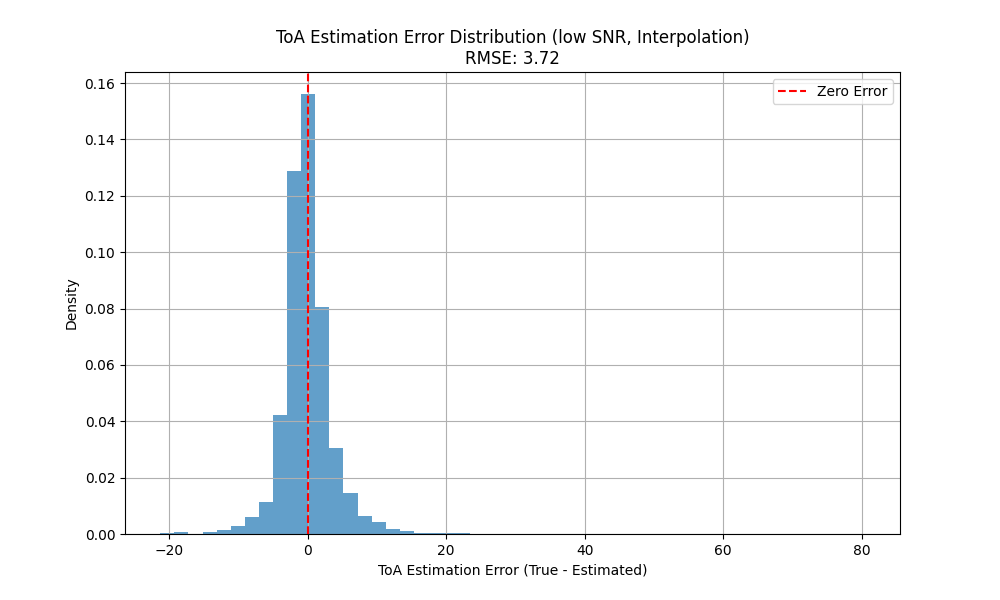 ToA Estimation Error Distribution (low SNR, Interpolation)
RMSE: 3.72
Zero Error
0.16
0.14
0.12
0.10
0.08
0.06
0.04
0.02
0.00
Density
−20 0 20 40 60 80
ToA Estimation Error (True - Estimated)